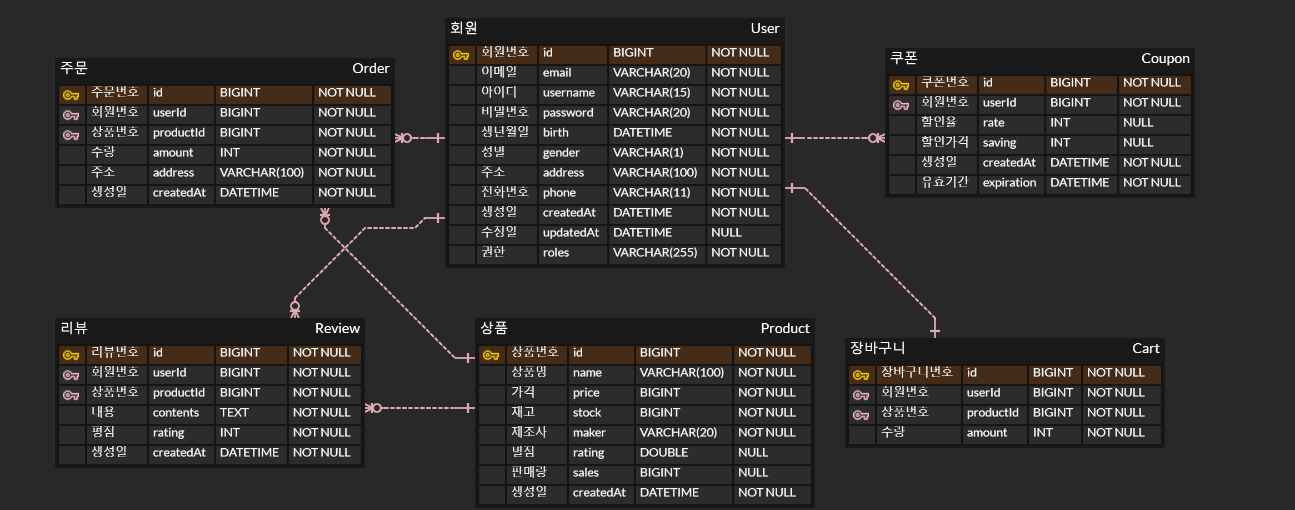 주문 Order
주문번호 id BIGINT NOT NULL
회원번호 userId BIGINT NOT NULL
상품번호 productId BIGINT NOT NULL
수량 amount INT NOT NULL
주소 address VARCHAR(100) NOT NULL
생성일 createdAt DATETIME NOT NULL
회원 User
회원번호 id BIGINT NOT NULL
이메일 email VARCHAR(20) NOT NULL
아이디 username VARCHAR(15) NOT NULL
비밀번호 password VARCHAR(20) NOT NULL
생년월일 birth DATETIME NOT NULL
성별 gender VARCHAR(1) NOT NULL
주소 address VARCHAR(100) NOT NULL
전화번호 phone VARCHAR(11) NOT NULL
생성일 createdAt DATETIME NOT NULL
수정일 updatedAt DATETIME NULL
권한 roles VARCHAR(255) NOT NULL
쿠폰 Coupon
쿠폰번호 id BIGINT NOT NULL
회원번호 userId BIGINT NOT NULL
할인율 rate INT NULL
할인가격 saving INT NULL
생성일 createdAt DATETIME NOT NULL
유효기간 expiration DATETIME NOT NULL
리뷰 Review
리뷰번호 id BIGINT NOT NULL
회원번호 userId BIGINT NOT NULL
상품번호 productId BIGINT NOT NULL
내용 contents TEXT NOT NULL
평점 rating INT NOT NULL
생성일 createdAt DATETIME NOT NULL
상품 Product
상품번호 id BIGINT NOT NULL
상품명 name VARCHAR(100) NOT NULL
가격 price BIGINT NOT NULL
재고 stock BIGINT NOT NULL
제조사 maker VARCHAR(20) NOT NULL
별점 rating DOUBLE NULL
판매량 sales BIGINT NULL
생성일 createdAt DATETIME NOT NULL
장바구니 Cart
장바구니번호 id BIGINT NOT NULL
회원번호 userId BIGINT NOT NULL
상품번호 productId BIGINT NOT NULL
수량 amount INT NOT NULL